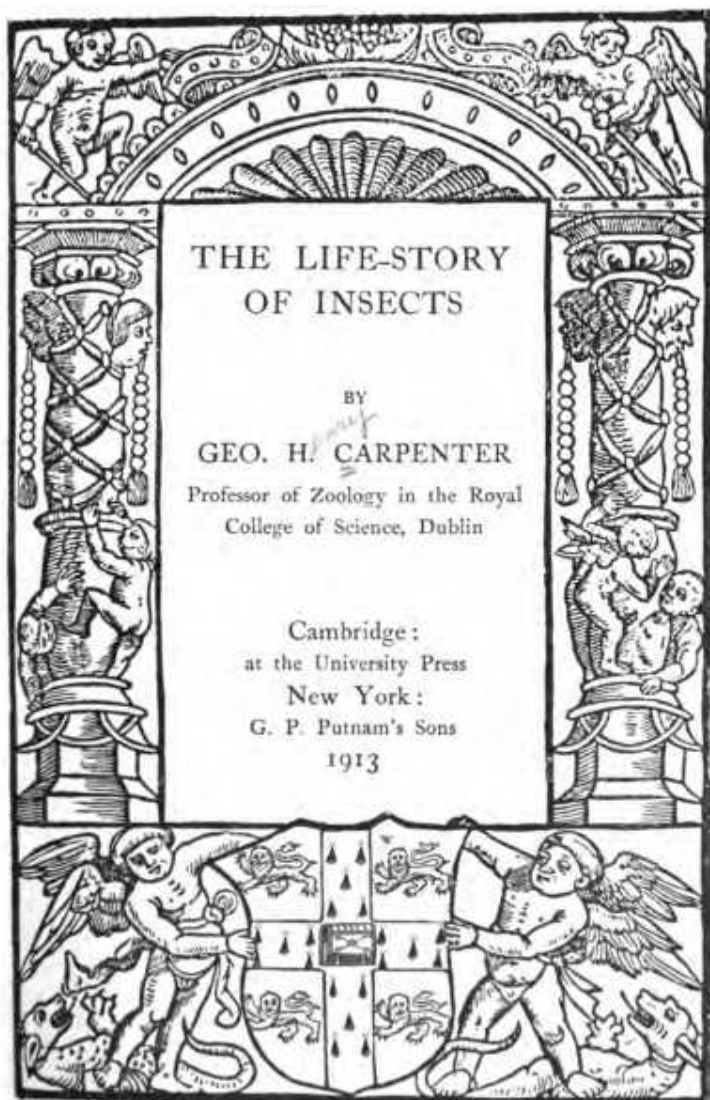 THE LIFE-STORY
OF INSECTS
BY
GEO. H. CARPENTER
Professor of Zoology in the Royal
College of Science, Dublin
Cambridge:
at the University Press
New York:
G. P. Putnam's Sons
1913